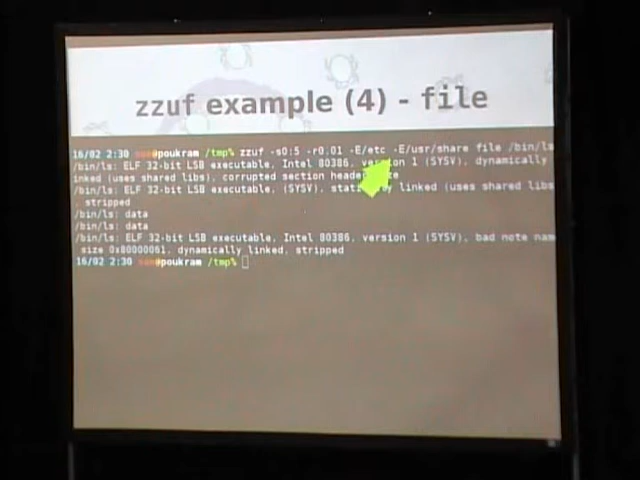 zzuf example (4) - file
16/02 2:30 sam@poukram /tmp% zzuf -s0:5 -r0.01 -E/etc -E/usr/share file /bin/ls
/bin/ls: ELF 32-bit LSB executable, Intel 80386, version 1 (SYSV), dynamically
inked (uses shared libs), corrupted section header
/bin/ls: ELF 32-bit LSB executable, (SYSV), linked (uses shared libs
, stripped
/bin/ls: data
/bin/ls: data
/bin/ls: ELF 32-bit LSB executable, Intel 80386, version 1 (SYSV), bad note name
size 0x80000061, dynamically linked, stripped
16/02 2:30 sam@poukram /tmp%